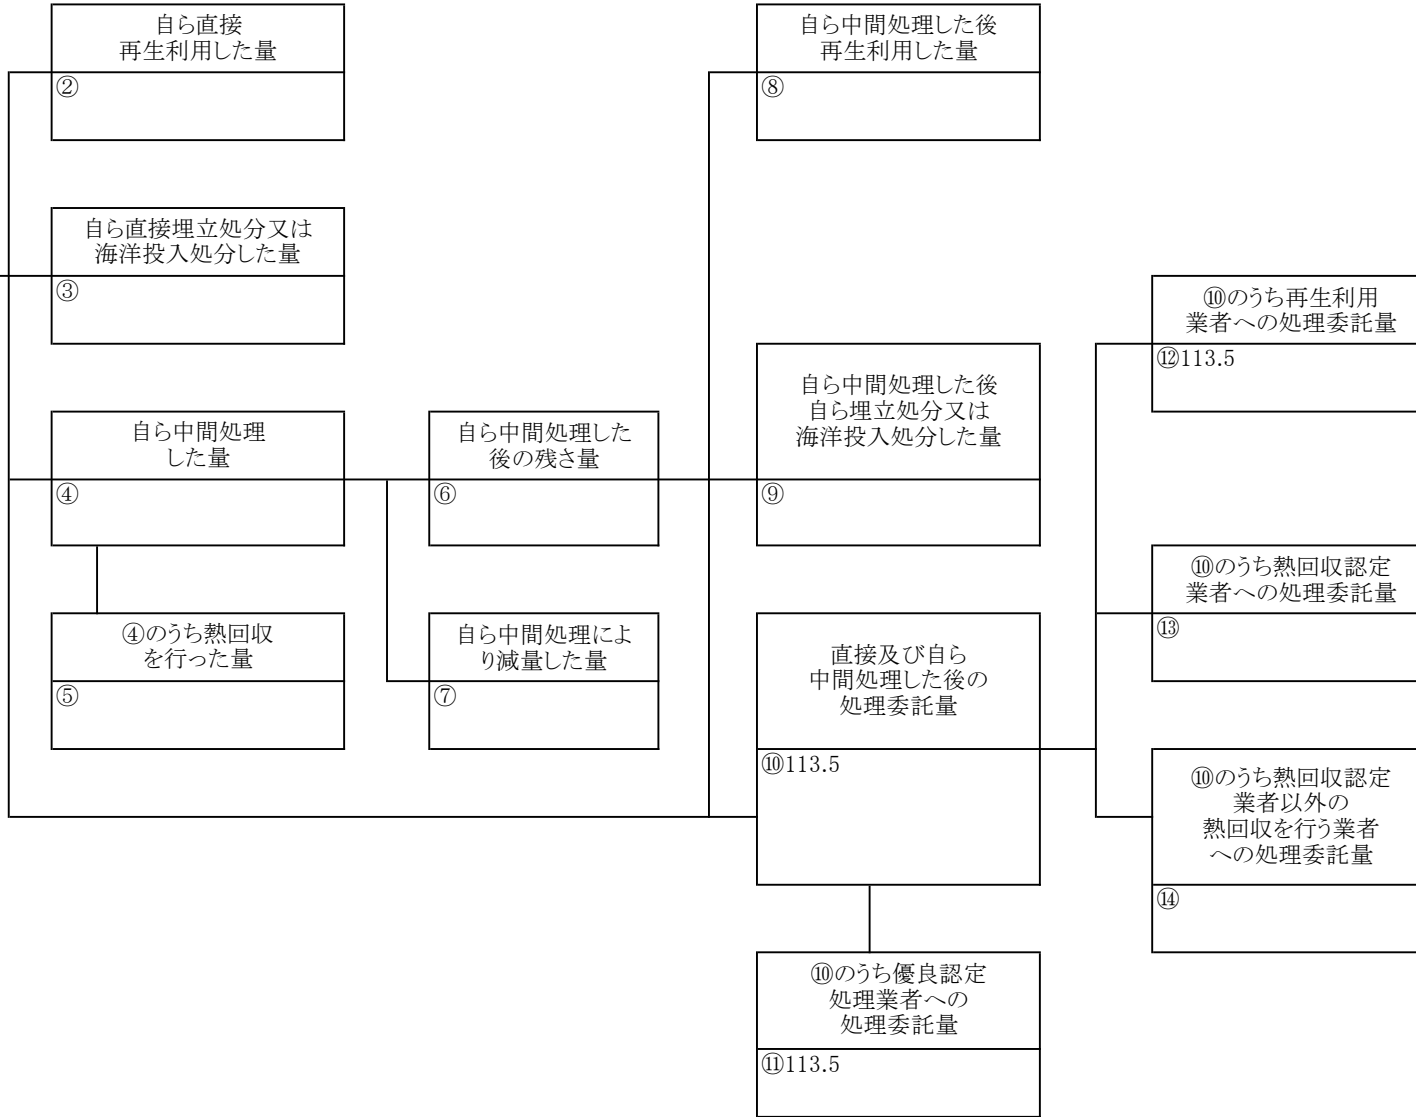 自ら直接
再生利用した量
②
自ら中間処理した後
再生利用した量
⑧
自ら直接埋立処分又は
海洋投入処分した量
③
⑩のうち再生利用
業者への処理委託量
⑫113.5
自ら中間処理した後
自ら埋立処分又は
海洋投入処分した量
⑨
自ら中間処理
した量
④
自ら中間処理した
後の残さ量
⑥
⑩のうち熱回収認定
業者への処理委託量
⑬
④のうち熱回収
を行った量
⑤
自ら中間処理によ
り減量した量
⑦
直接及び自ら
中間処理した後の
処理委託量
⑩113.5
⑩のうち熱回収認定
業者以外の
熱回収を行う業者
への処理委託量
⑭
⑩のうち優良認定
処理業者への
処理委託量
⑪113.5